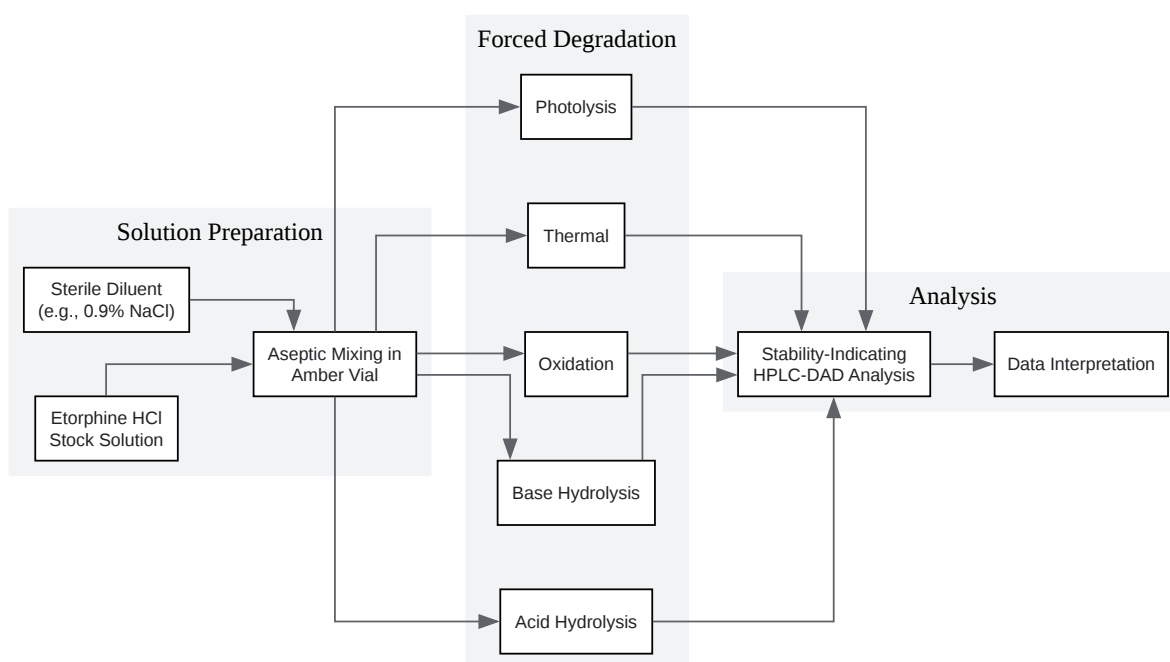 Forced Degradation
Photolysis
Solution Preparation
Thermal
Sterile Diluent
(e.g., 0.9% NaCl)
Analysis
Aseptic Mixing in
Amber Vial
Oxidation
Stability-Indicating
HPLC-DAD Analysis
Data Interpretation
Etorphine HCl
Stock Solution
Base Hydrolysis
Acid Hydrolysis